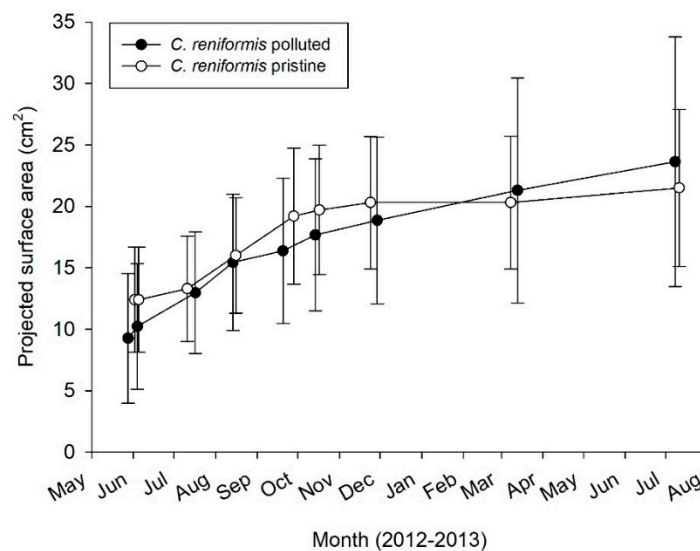 35
30
25
20
15
10
5
0
Projected surface area (cm²)
C. reniformis polluted
C. reniformis pristine
May Jun Jul Aug Sep Oct Nov Dec Jan Feb Mar Apr May Jun Jul Aug
Month (2012-2013)